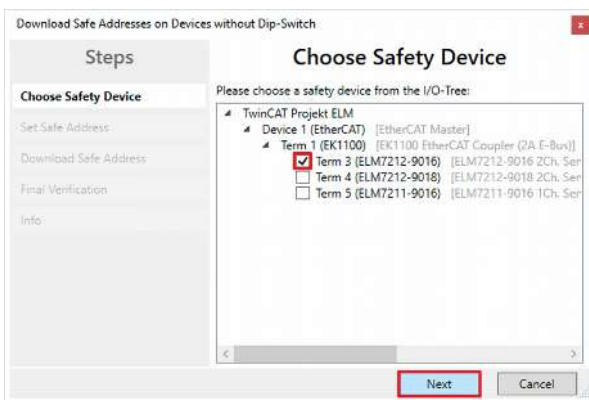 Download Safe Addresses on Devices without Dip-Switch
x
Steps
Choose Safety Device
Set Safe Address
Download Safe Address
Final Verification
Info
Choose Safety Device
Please choose a safety device from the I/O-Tree:
TwinCAT Projekt ELM
Device 1 (EtherCAT) [EtherCAT Master]
Term 1 (EK1100) [EK1100 EtherCAT Coupler (2A E-Bus)]
Term 3 (ELM7212-9016) [ELM7212-9016 2Ch. Ser
Term 4 (ELM7212-9018) [ELM7212-9018 2Ch. Ser
Term 5 (ELM7211-9016) [ELM7211-9016 1Ch. Ser
Next
Cancel